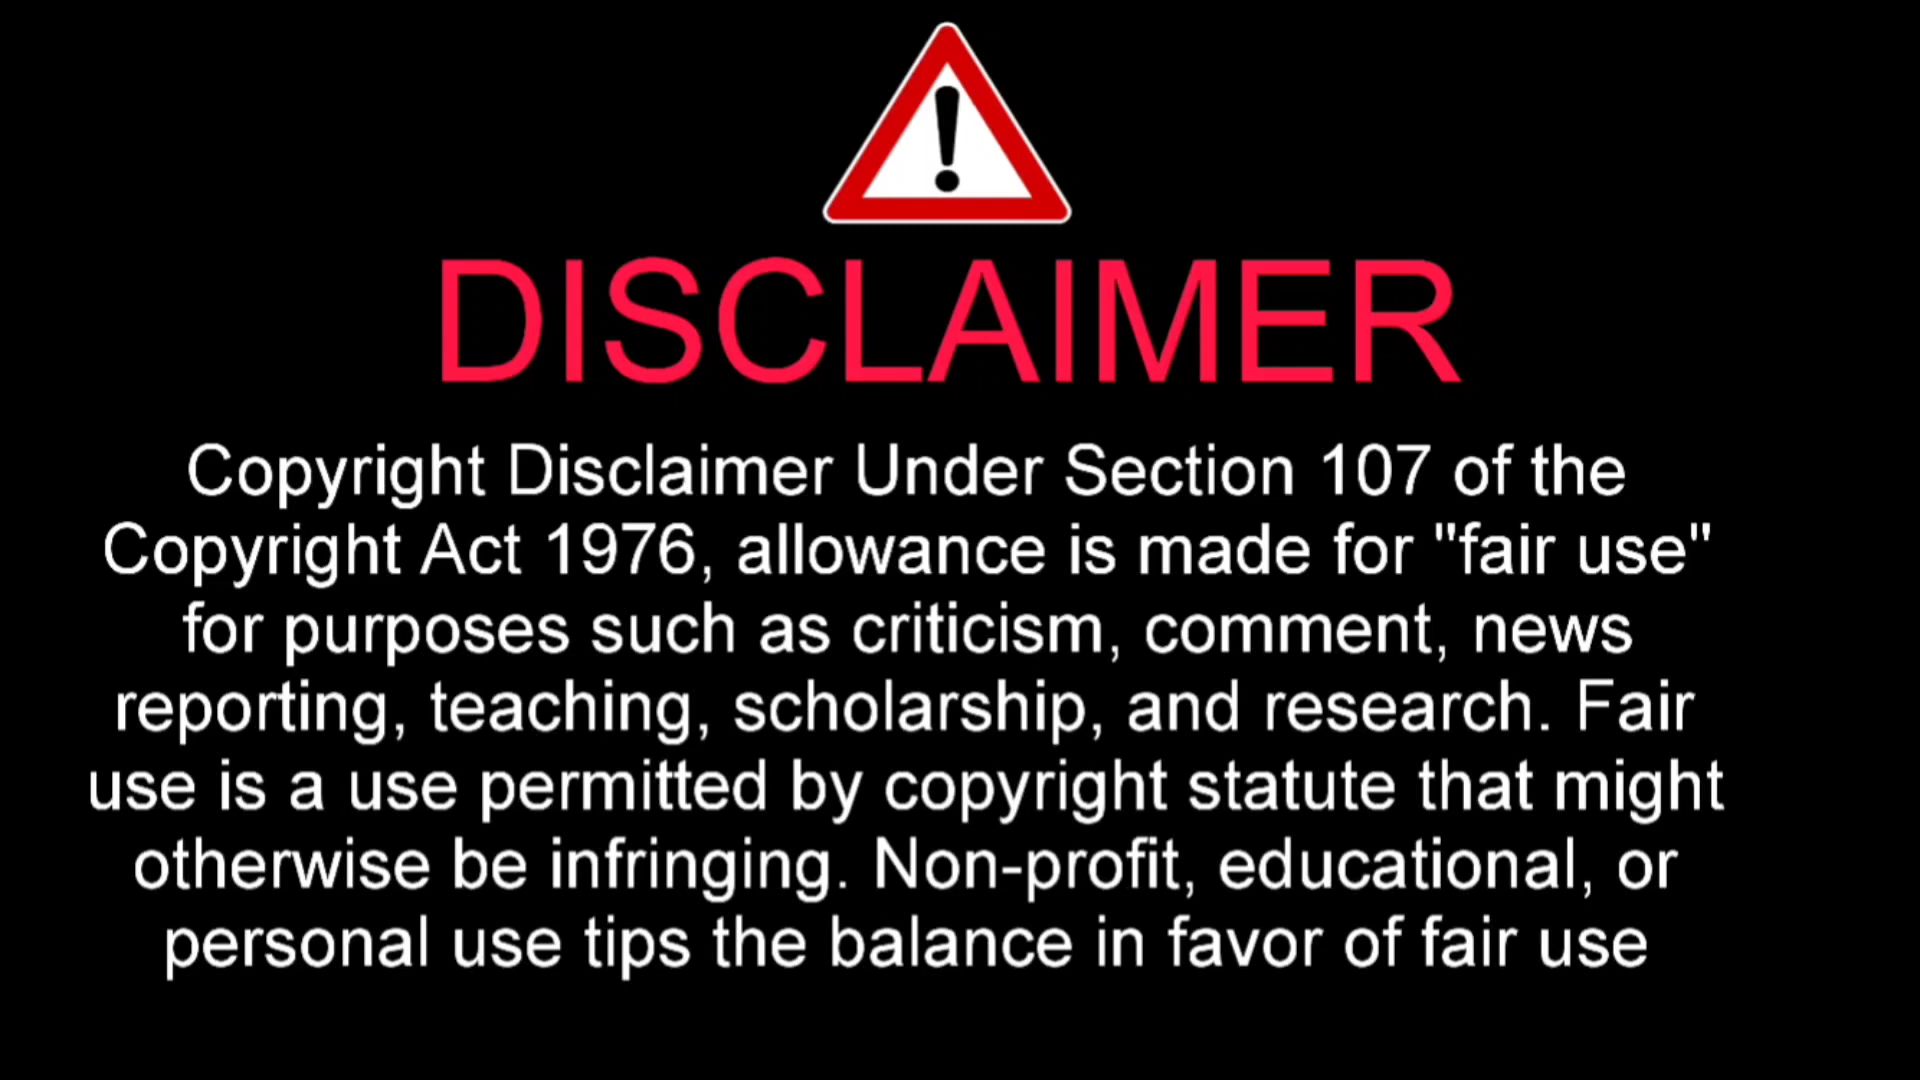 DISCLAIMER
Copyright Disclaimer Under Section 107 of the
Copyright Act 1976, allowance is made for "fair use"
for purposes such as criticism, comment, news
reporting, teaching, scholarship, and research. Fair
use is a use permitted by copyright statute that might
otherwise be infringing. Non-profit, educational, or
personal use tips the balance in favor of fair use